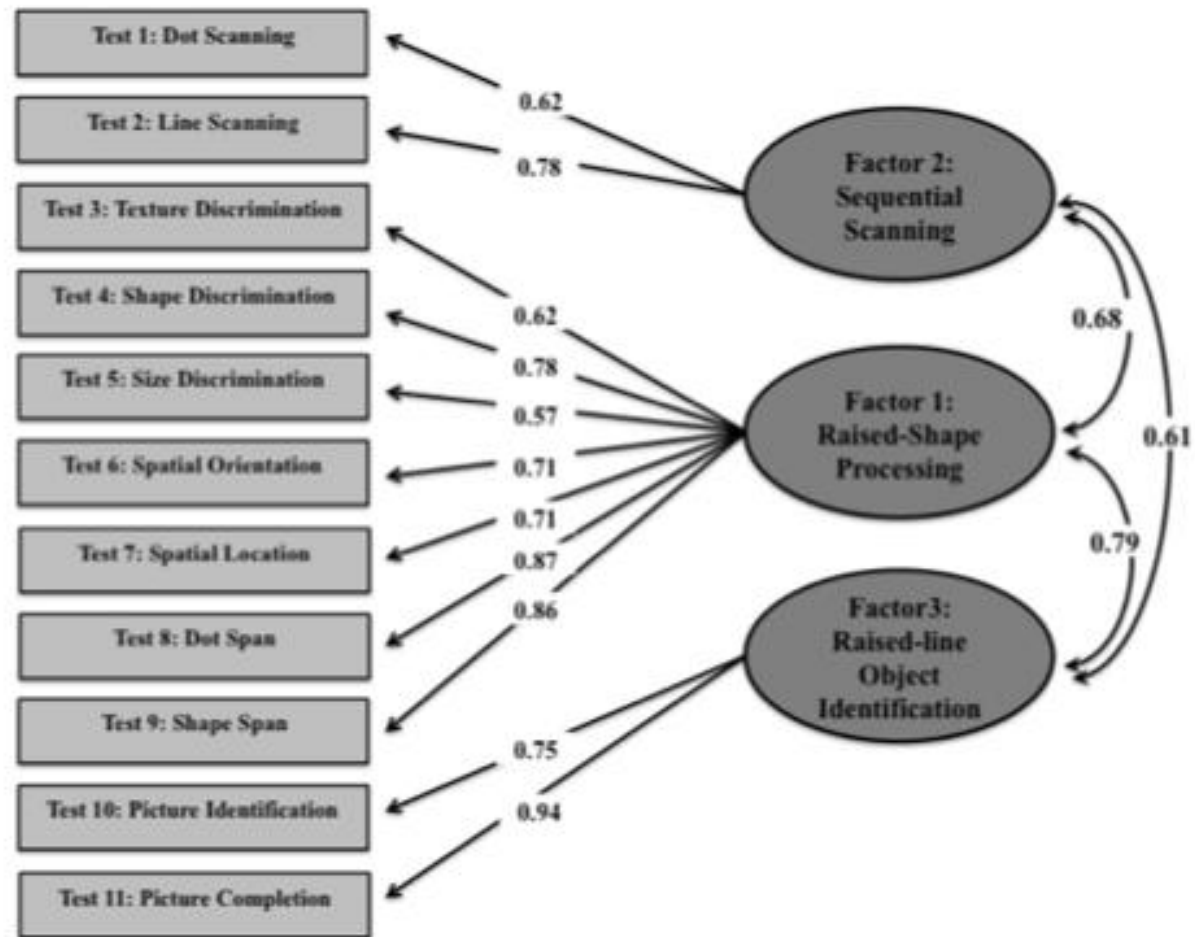 Test 1: Dot Scanning
Test 2: Line Scanning
Test 3: Texture Discrimination
Test 4: Shape Discrimination
Test 5: Size Discrimination
Test 6: Spatial Orientation
Test 7: Spatial Location
Test 8: Dot Span
Test 9: Shape Span
Test 10: Picture Identification
Test 11: Picture Completion
0.62
0.78
0.62
0.78
0.57
0.71
0.71
0.87
0.86
0.75
0.94
Factor 2:
Sequential
Scanning
Factor 1:
Raised-Shape
Processing
Factor3:
Raised-line
Object
Identification
0.68
0.61
0.79